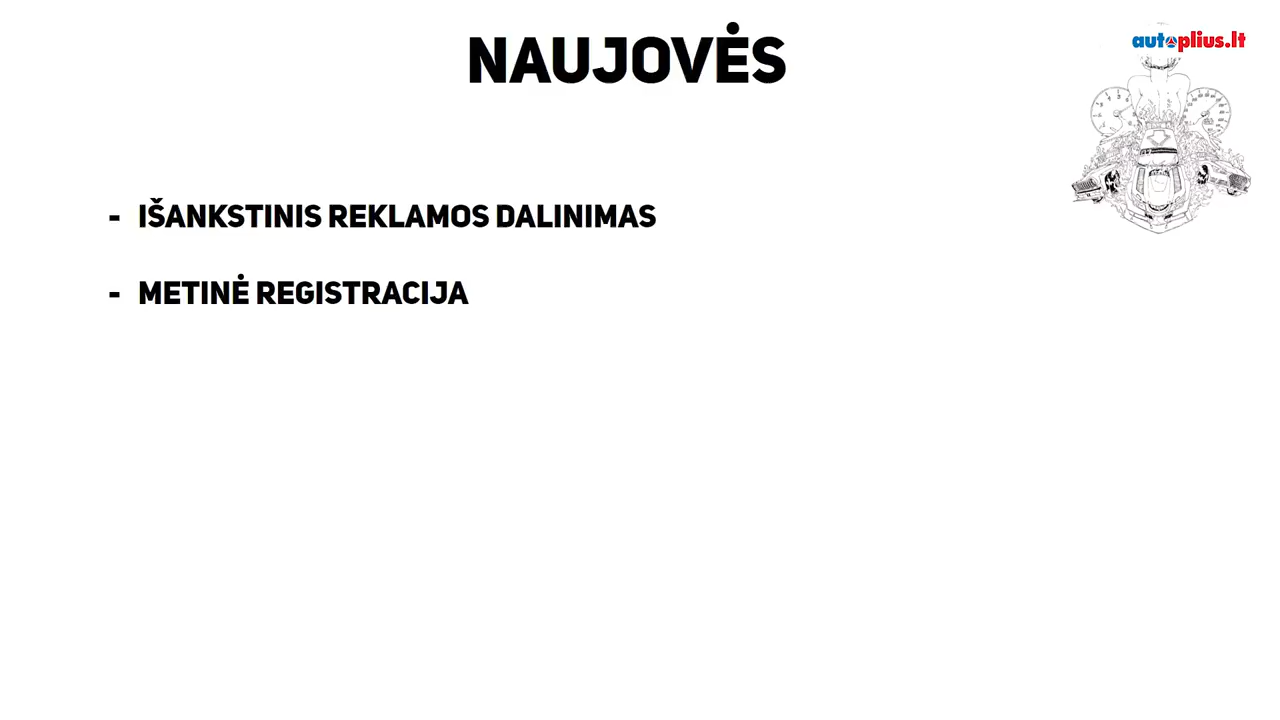 NAUJOVĖS
autoplius.lt
- IŠANKSTINIS REKLAMOS DALINIMAS
- METINĖ REGISTRACIJA